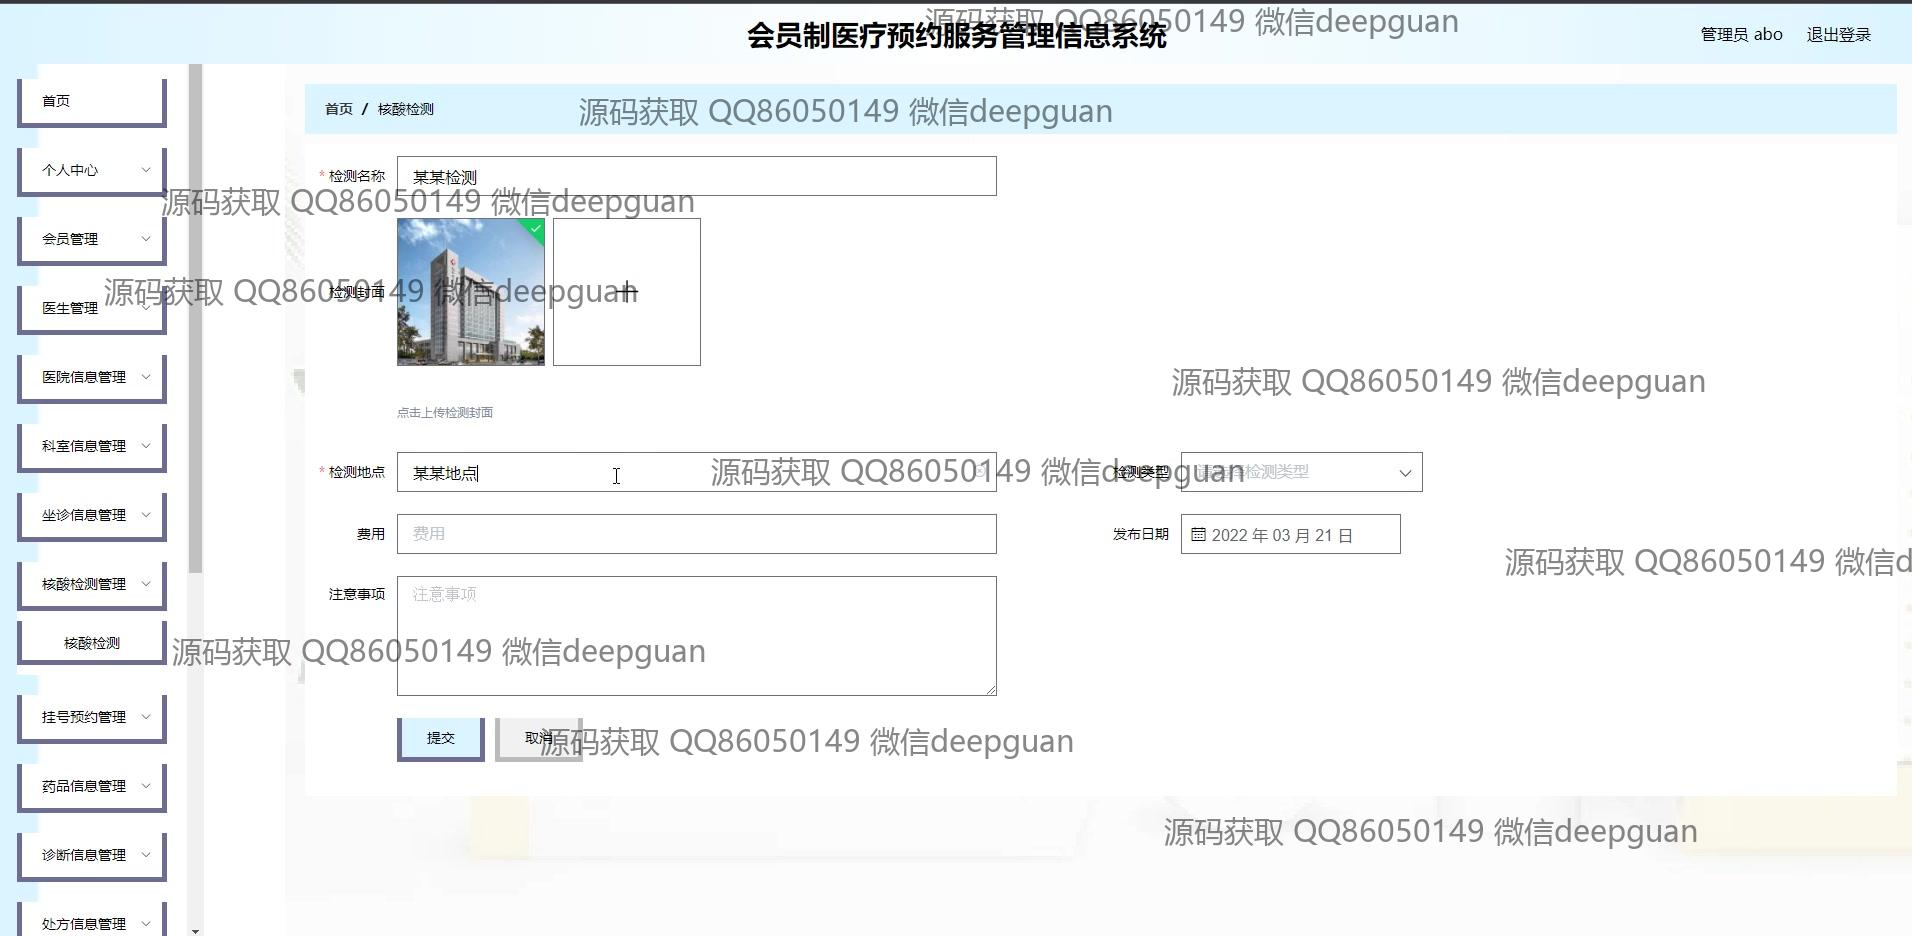 会员制医疗预约服务管理信息系统
源码获取 QQ86050149 微信deepguan
管理员 abo
退出登录
首页
个人中心
会员管理
医生管理
医院信息管理
科室信息管理
坐诊信息管理
核酸检测管理
核酸检测
挂号预约管理
药品信息管理
诊断信息管理
处方信息管理
首页 / 核酸检测
源码获取 QQ86050149 微信deepguan
* 检测名称
某某检测
源码获取 QQ86050149 微信deepguan
检测封面
源码获取 QQ86050149 微信deepguan
源码获取 QQ86050149 微信deepguan
点击上传检测封面
* 检测地点
某某地点
源码获取 QQ86050149 微信deepguan
检测类型
请选择检测类型
费用
费用
发布日期
2022 年 03 月 21 日
源码获取 QQ86050149 微信d
注意事项
注意事项
源码获取 QQ86050149 微信deepguan
提交
取消
源码获取 QQ86050149 微信deepguan
源码获取 QQ86050149 微信deepguan